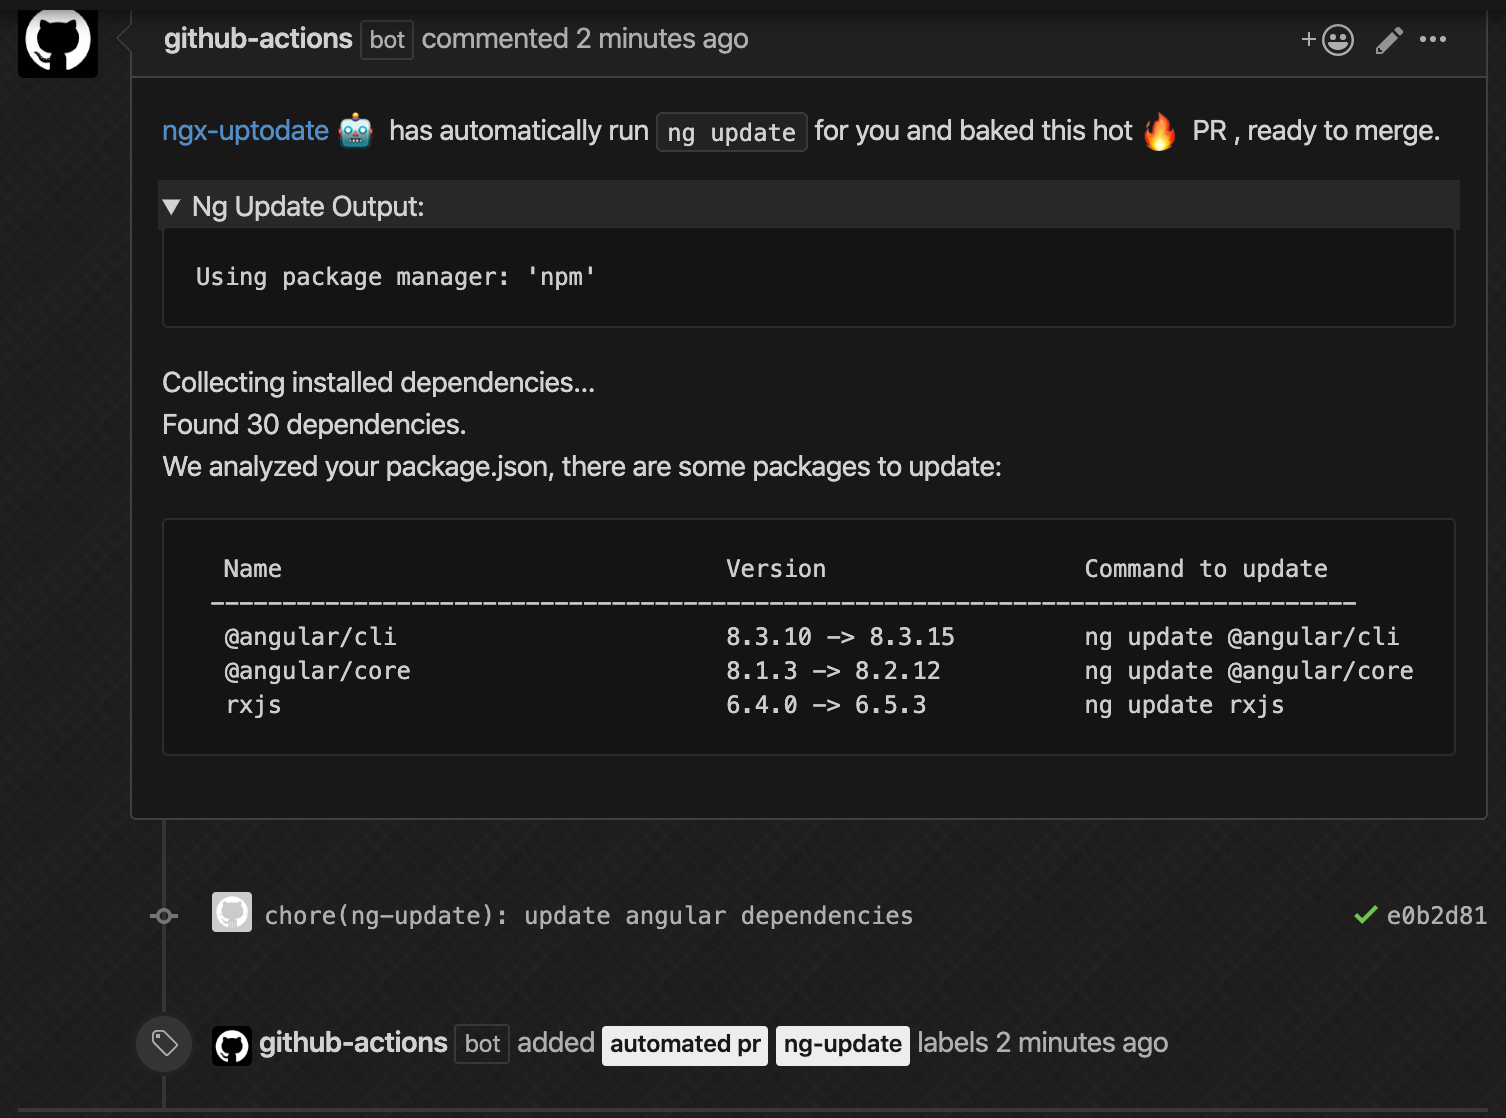 github-actions bot commented 2 minutes ago
ngx-uptodate 🤖 has automatically run ng update for you and baked this hot 🔥 PR , ready to merge.
▼ Ng Update Output:
Using package manager: 'npm'
Collecting installed dependencies...
Found 30 dependencies.
We analyzed your package.json, there are some packages to update:
Name Version Command to update
--------------------------------------------------------------------------------
@angular/cli 8.3.10 -> 8.3.15 ng update @angular/cli
@angular/core 8.1.3 -> 8.2.12 ng update @angular/core
rxjs 6.4.0 -> 6.5.3 ng update rxjs
chore(ng-update): update angular dependencies e0b2d81
github-actions bot added automated pr ng-update labels 2 minutes ago